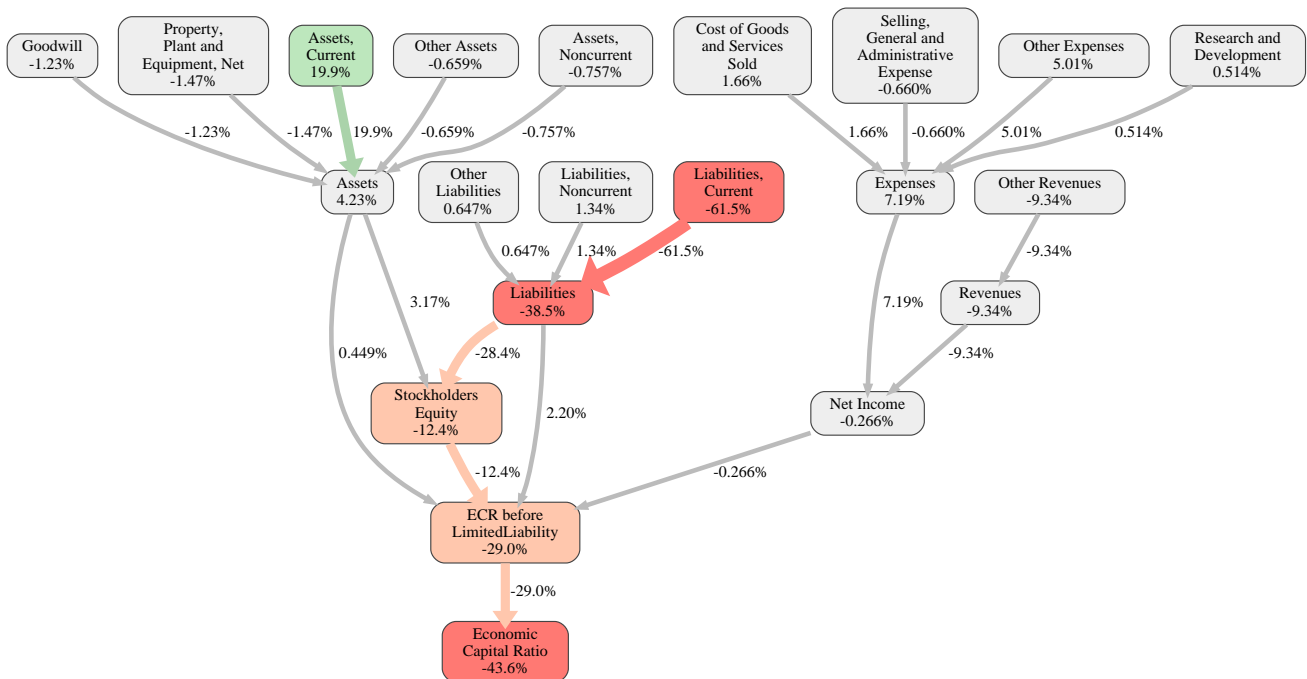 Goodwill
-1.23%
Property,
Plant and
Equipment, Net
-1.47%
Assets,
Current
19.9%
Other Assets
-0.659%
Assets,
Noncurrent
-0.757%
Cost of Goods
and Services
Sold
1.66%
Selling,
General and
Administrative
Expense
-0.660%
Other Expenses
5.01%
Research and
Development
0.514%
-1.23%
-1.47%
19.9%
-0.659%
-0.757%
1.66%
-0.660%
5.01%
0.514%
Assets
4.23%
Other
Liabilities
0.647%
Liabilities,
Noncurrent
1.34%
Liabilities,
Current
-61.5%
Expenses
7.19%
Other Revenues
-9.34%
0.647%
1.34%
-61.5%
-9.34%
Liabilities
-38.5%
Revenues
-9.34%
3.17%
7.19%
0.449%
-28.4%
-9.34%
Stockholders
Equity
-12.4%
2.20%
Net Income
-0.266%
-12.4%
-0.266%
ECR before
LimitedLiability
-29.0%
-29.0%
Economic
Capital Ratio
-43.6%